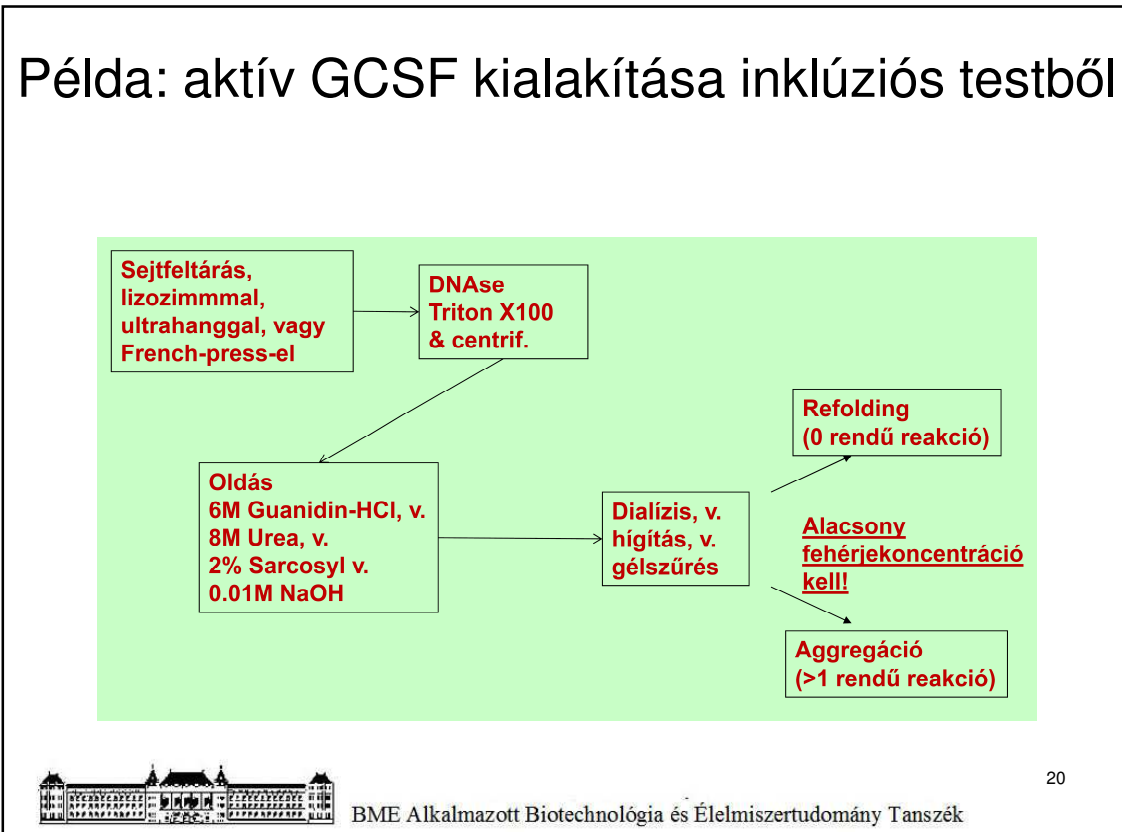 Példa: aktív GCSF kialakítása inklúziós testből
Sejtfeltárás,
lizozimmmal,
ultrahanggal, vagy
French-press-el
DNAse
Triton X100
& centrif.
Oldás
6M Guanidin-HCl, v.
8M Urea, v.
2% Sarcosyl v.
0.01M NaOH
Dialízis, v.
hígítás, v.
gélszűrés
Refolding
(0 rendű reakció)
Alacsony
fehérjekoncentráció
kell!
Aggregáció
(>1 rendű reakció)
20
BME Alkalmazott Biotechnológia és Élelmiszertudomány Tanszék